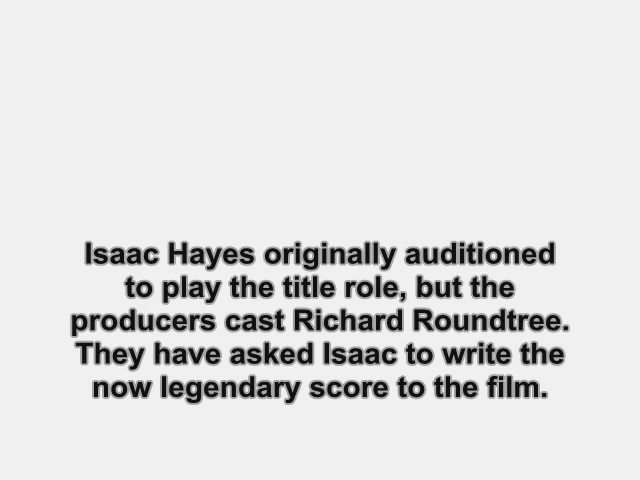 Isaac Hayes originally auditioned
to play the title role, but the
producers cast Richard Roundtree.
They have asked Isaac to write the
now legendary score to the film.